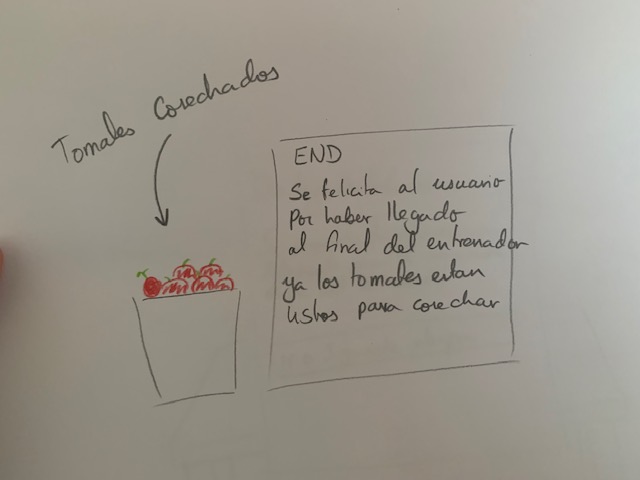 Tomates Cosechados
END
Se felicita al usuario
por haber llegado
al final del entrenador
ya los tomates estan
listos para cosechar